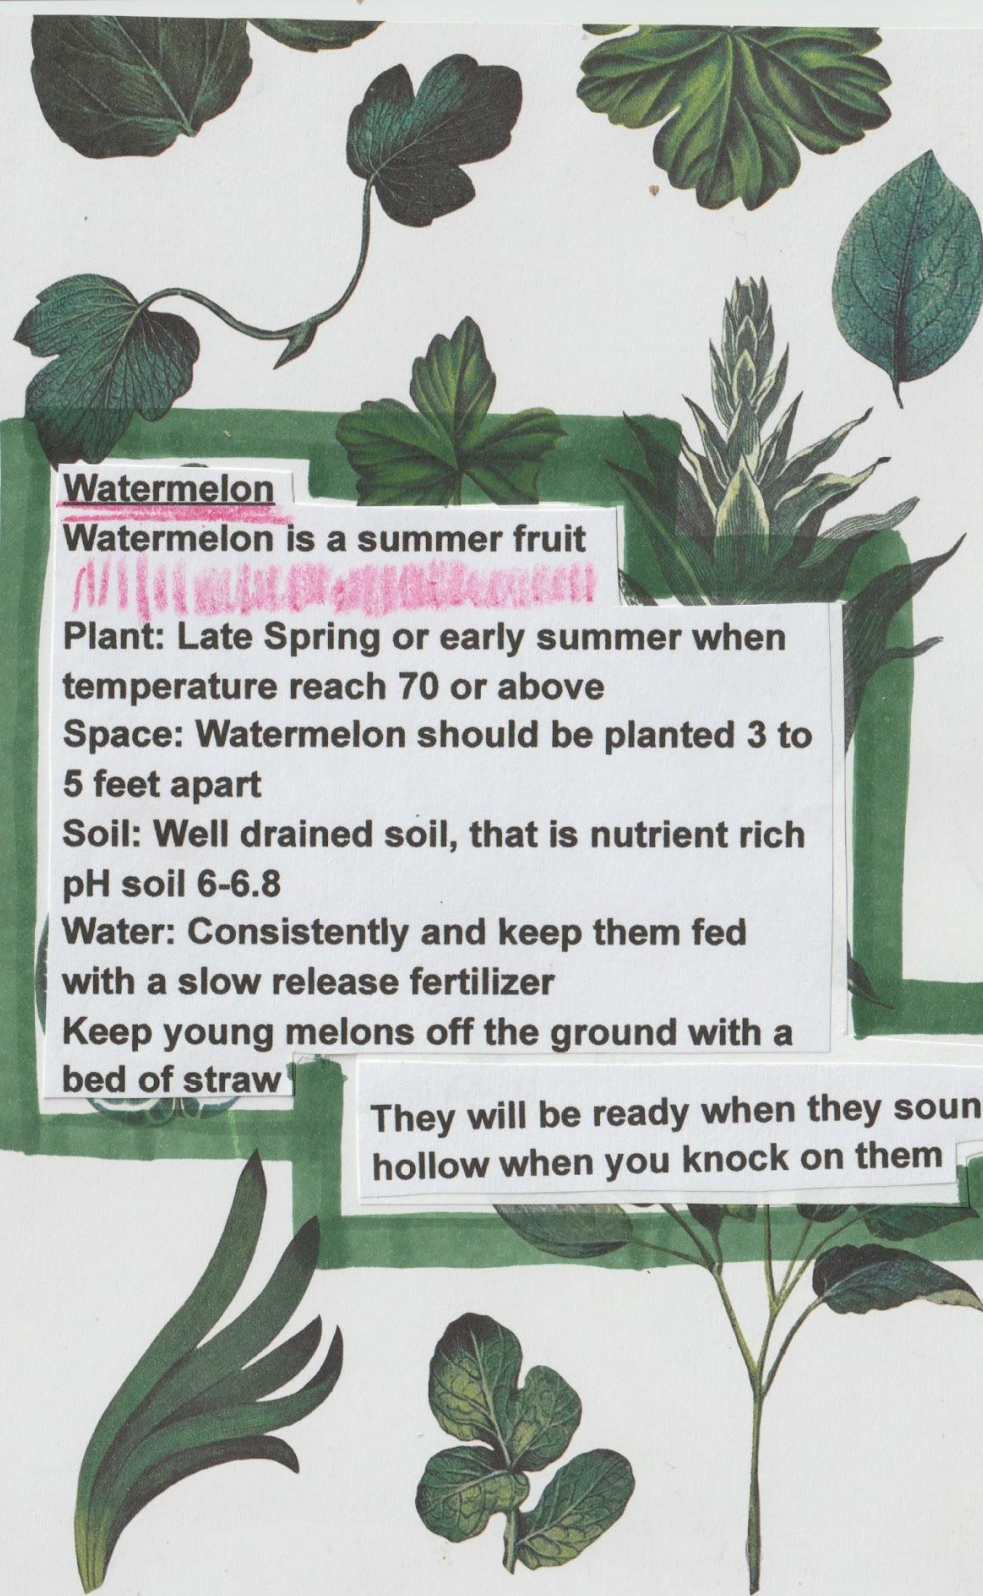 Watermelon
Watermelon is a summer fruit
Plant: Late Spring or early summer when
temperature reach 70 or above
Space: Watermelon should be planted 3 to
5 feet apart
Soil: Well drained soil, that is nutrient rich
pH soil 6-6.8
Water: Consistently and keep them fed
with a slow release fertilizer
Keep young melons off the ground with a
bed of straw
They will be ready when they soun
hollow when you knock on them